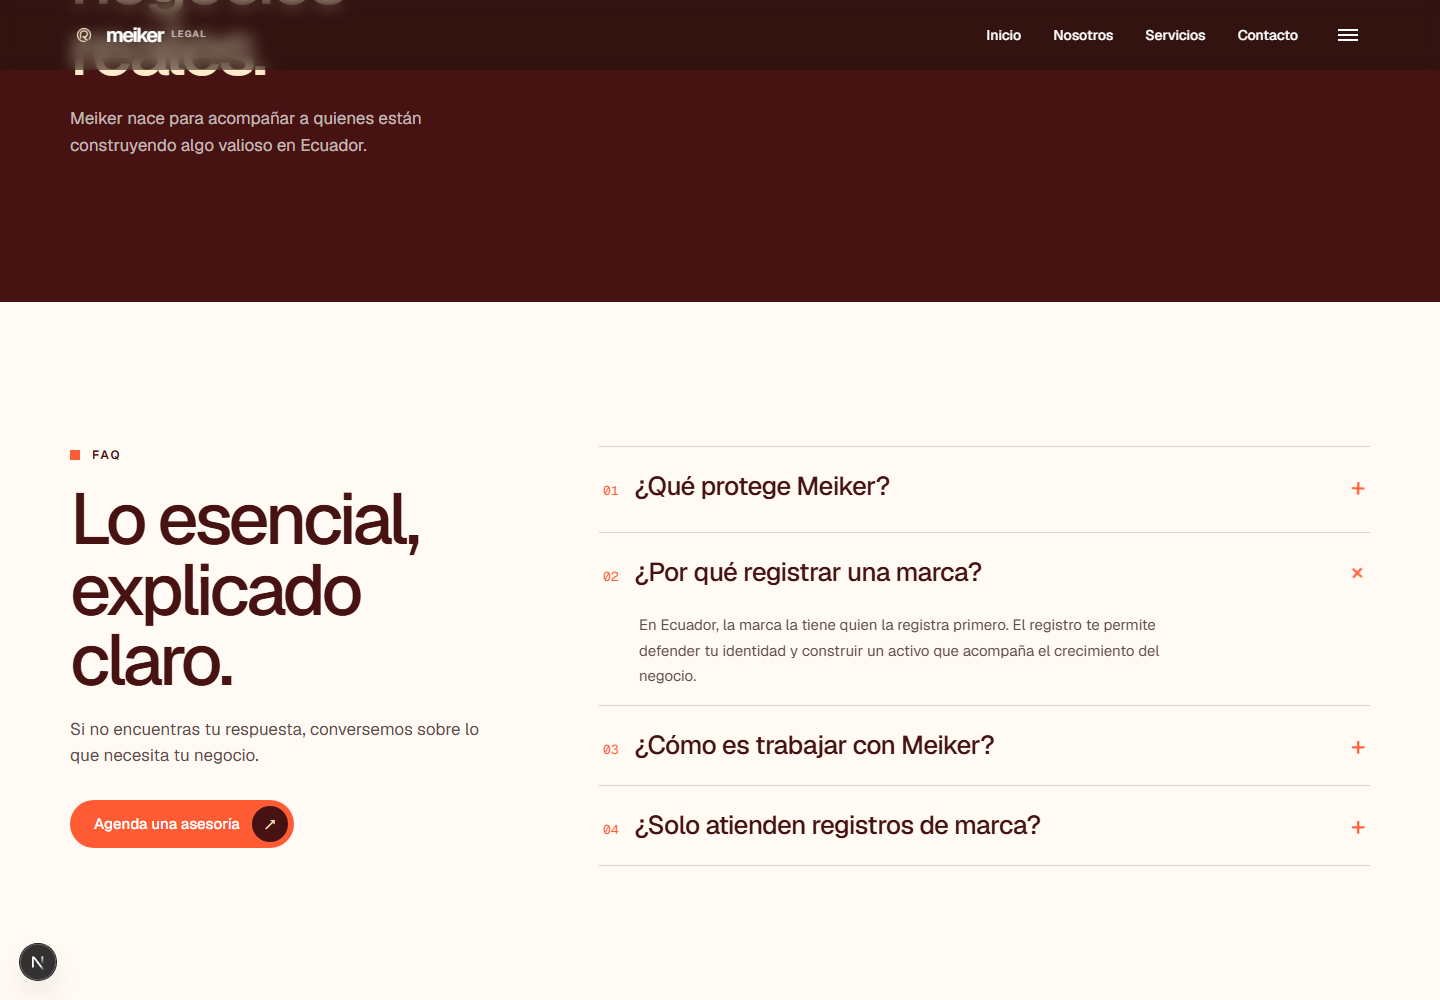 negocios
reales.
meiker LEGAL
Inicio Nosotros Servicios Contacto
Meiker nace para acompañar a quienes están
construyendo algo valioso en Ecuador.
FAQ
Lo esencial,
explicado
claro.
Si no encuentras tu respuesta, conversemos sobre lo
que necesita tu negocio.
Agenda una asesoría ↗
01 ¿Qué protege Meiker? +
02 ¿Por qué registrar una marca? ×
En Ecuador, la marca la tiene quien la registra primero. El registro te permite
defender tu identidad y construir un activo que acompaña el crecimiento del
negocio.
03 ¿Cómo es trabajar con Meiker? +
04 ¿Solo atienden registros de marca? +
N